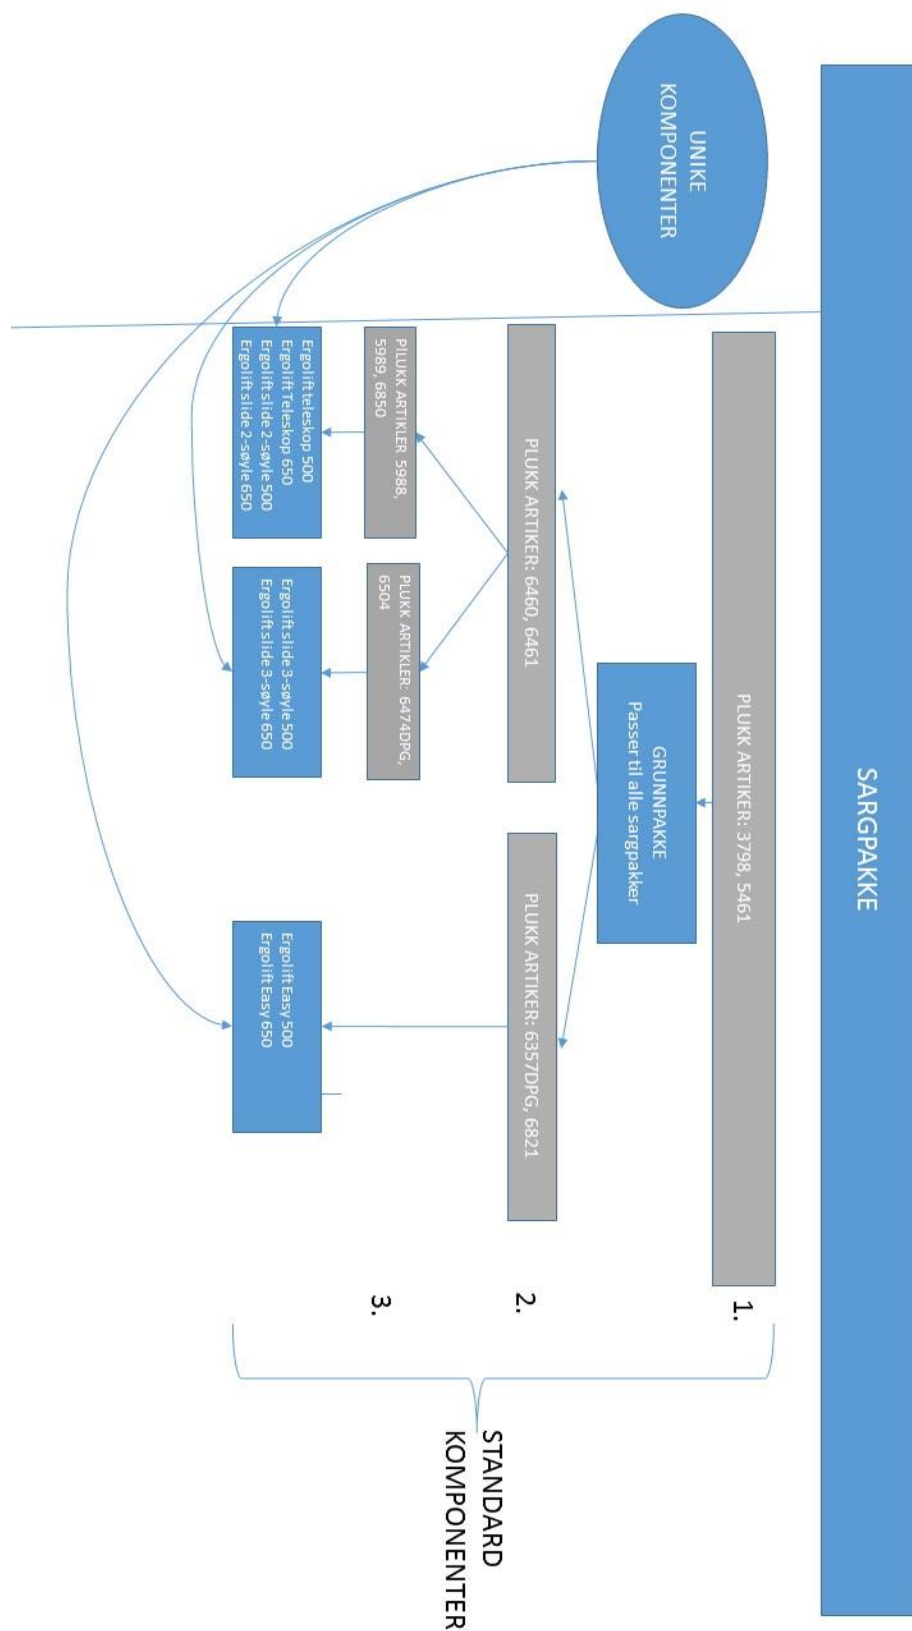 SARGPAKKE
UNIKE
KOMPONENTER
PLUKK ARTIKER: 3798, 5461
1.
GRUNNPAKKE
Passer til alle sargpakker
PLUKK ARTIKER: 6460, 6461
PLUKK ARTIKER: 6357DPG, 6821
2.
PILUKK ARTIKLER 5988,
5989, 6850
PLUKK ARTIKLER: 6474DPG,
6504
3.
Ergolift teleskop 500
Ergolift Teleskop 650
Ergolift slide 2-søyle 500
Ergolift slide 2-søyle 650
Ergolift slide 3-søyle 500
Ergolift slide 3-søyle 650
Ergolift Easy 500
Ergolift Easy 650
STANDARD
KOMPONENTER